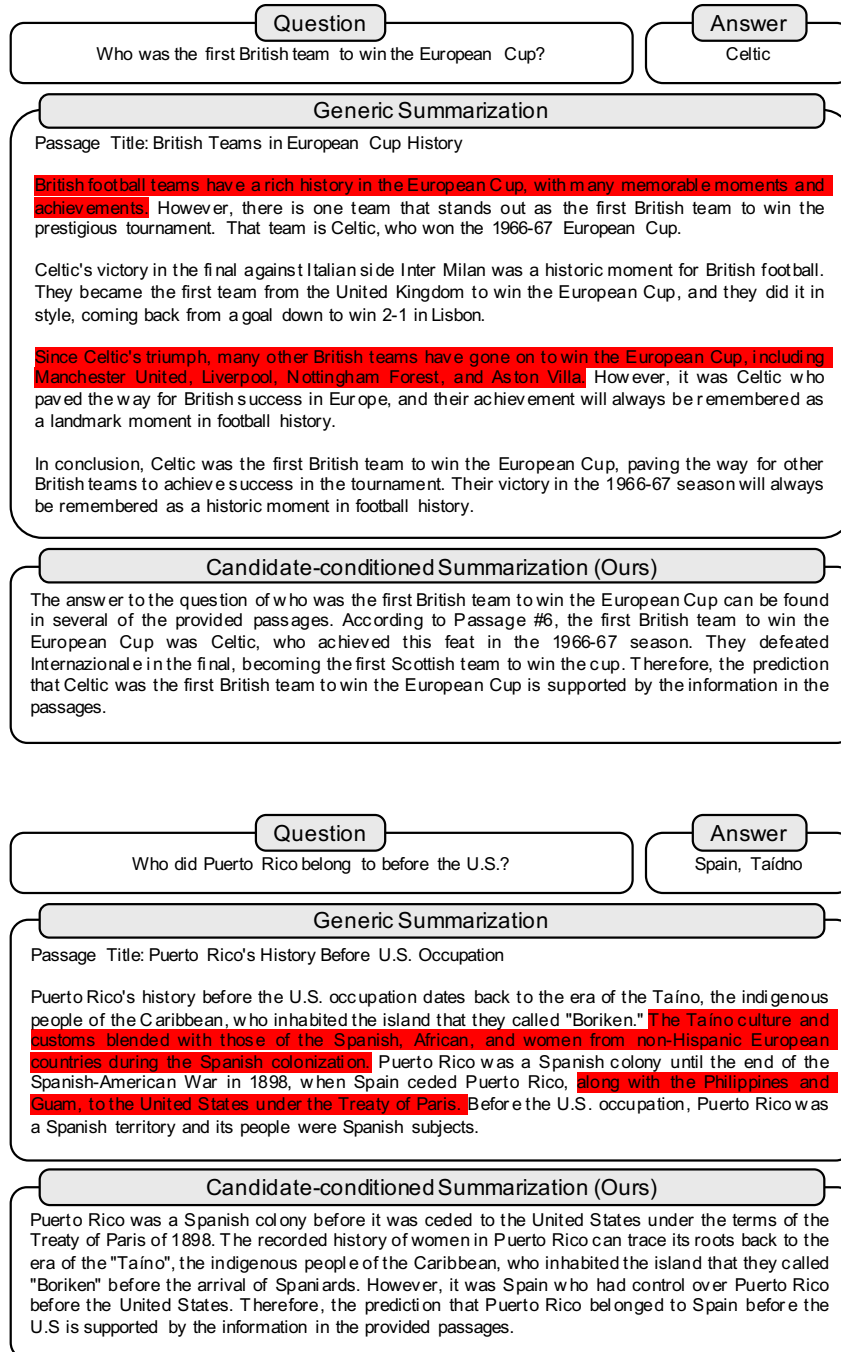 Question
Answer
Who was the first British team to win the European Cup?
Celtic
Generic Summarization
Passage Title: British Teams in European Cup History
British football teams have a rich history in the European Cup, with many memorable moments and
achievements. However, there is one team that stands out as the first British team to win the
prestigious tournament. That team is Celtic, who won the 1966-67 European Cup.
Celtic's victory in the final against Italian side Inter Milan was a historic moment for British football.
They became the first team from the United Kingdom to win the European Cup, and they did it in
style, coming back from a goal down to win 2-1 in Lisbon.
Since Celtic's triumph, many other British teams have gone on to win the European Cup, including
Manchester United, Liverpool, Nottingham Forest, and Aston Villa. However, it was Celtic who
paved the way for British success in Europe, and their achievement will always be remembered as
a landmark moment in football history.
In conclusion, Celtic was the first British team to win the European Cup, paving the way for other
British teams to achieve success in the tournament. Their victory in the 1966-67 season will always
be remembered as a historic moment in football history.
Candidate-conditioned Summarization (Ours)
The answer to the question of who was the first British team to win the European Cup can be found
in several of the provided passages. According to Passage #6, the first British team to win the
European Cup was Celtic, who achieved this feat in the 1966-67 season. They defeated
Internazionale in the final, becoming the first Scottish team to win the cup. Therefore, the prediction
that Celtic was the first British team to win the European Cup is supported by the information in the
passages.
Question
Answer
Who did Puerto Rico belong to before the U.S.?
Spain, Taídno
Generic Summarization
Passage Title: Puerto Rico's History Before U.S. Occupation
Puerto Rico's history before the U.S. occupation dates back to the era of the Taíno, the indigenous
people of the Caribbean, who inhabited the island that they called "Boriken." The Taíno culture and
customs blended with those of the Spanish, African, and women from non-Hispanic European
countries during the Spanish colonization. Puerto Rico was a Spanish colony until the end of the
Spanish-American War in 1898, when Spain ceded Puerto Rico, along with the Philippines and
Guam, to the United States under the Treaty of Paris. Before the U.S. occupation, Puerto Rico was
a Spanish territory and its people were Spanish subjects.
Candidate-conditioned Summarization (Ours)
Puerto Rico was a Spanish colony before it was ceded to the United States under the terms of the
Treaty of Paris of 1898. The recorded history of women in Puerto Rico can trace its roots back to the
era of the "Taíno", the indigenous people of the Caribbean, who inhabited the island that they called
"Boriken" before the arrival of Spaniards. However, it was Spain who had control over Puerto Rico
before the United States. Therefore, the prediction that Puerto Rico belonged to Spain before the
U.S is supported by the information in the provided passages.